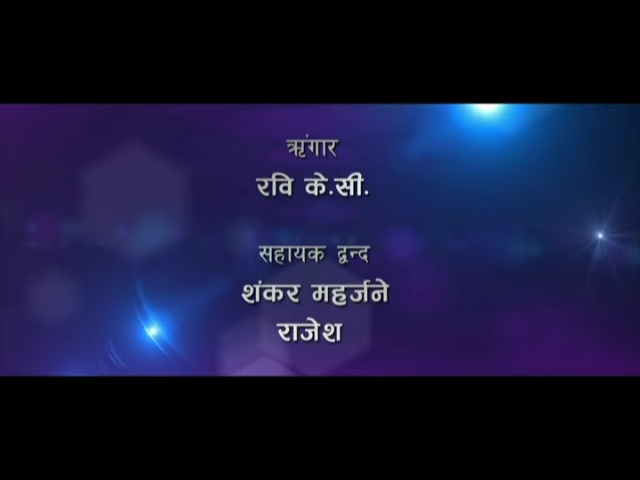 ऋंगार
रवि के.सी.
सहायक द्वन्द
शंकर महर्जने
राजेश